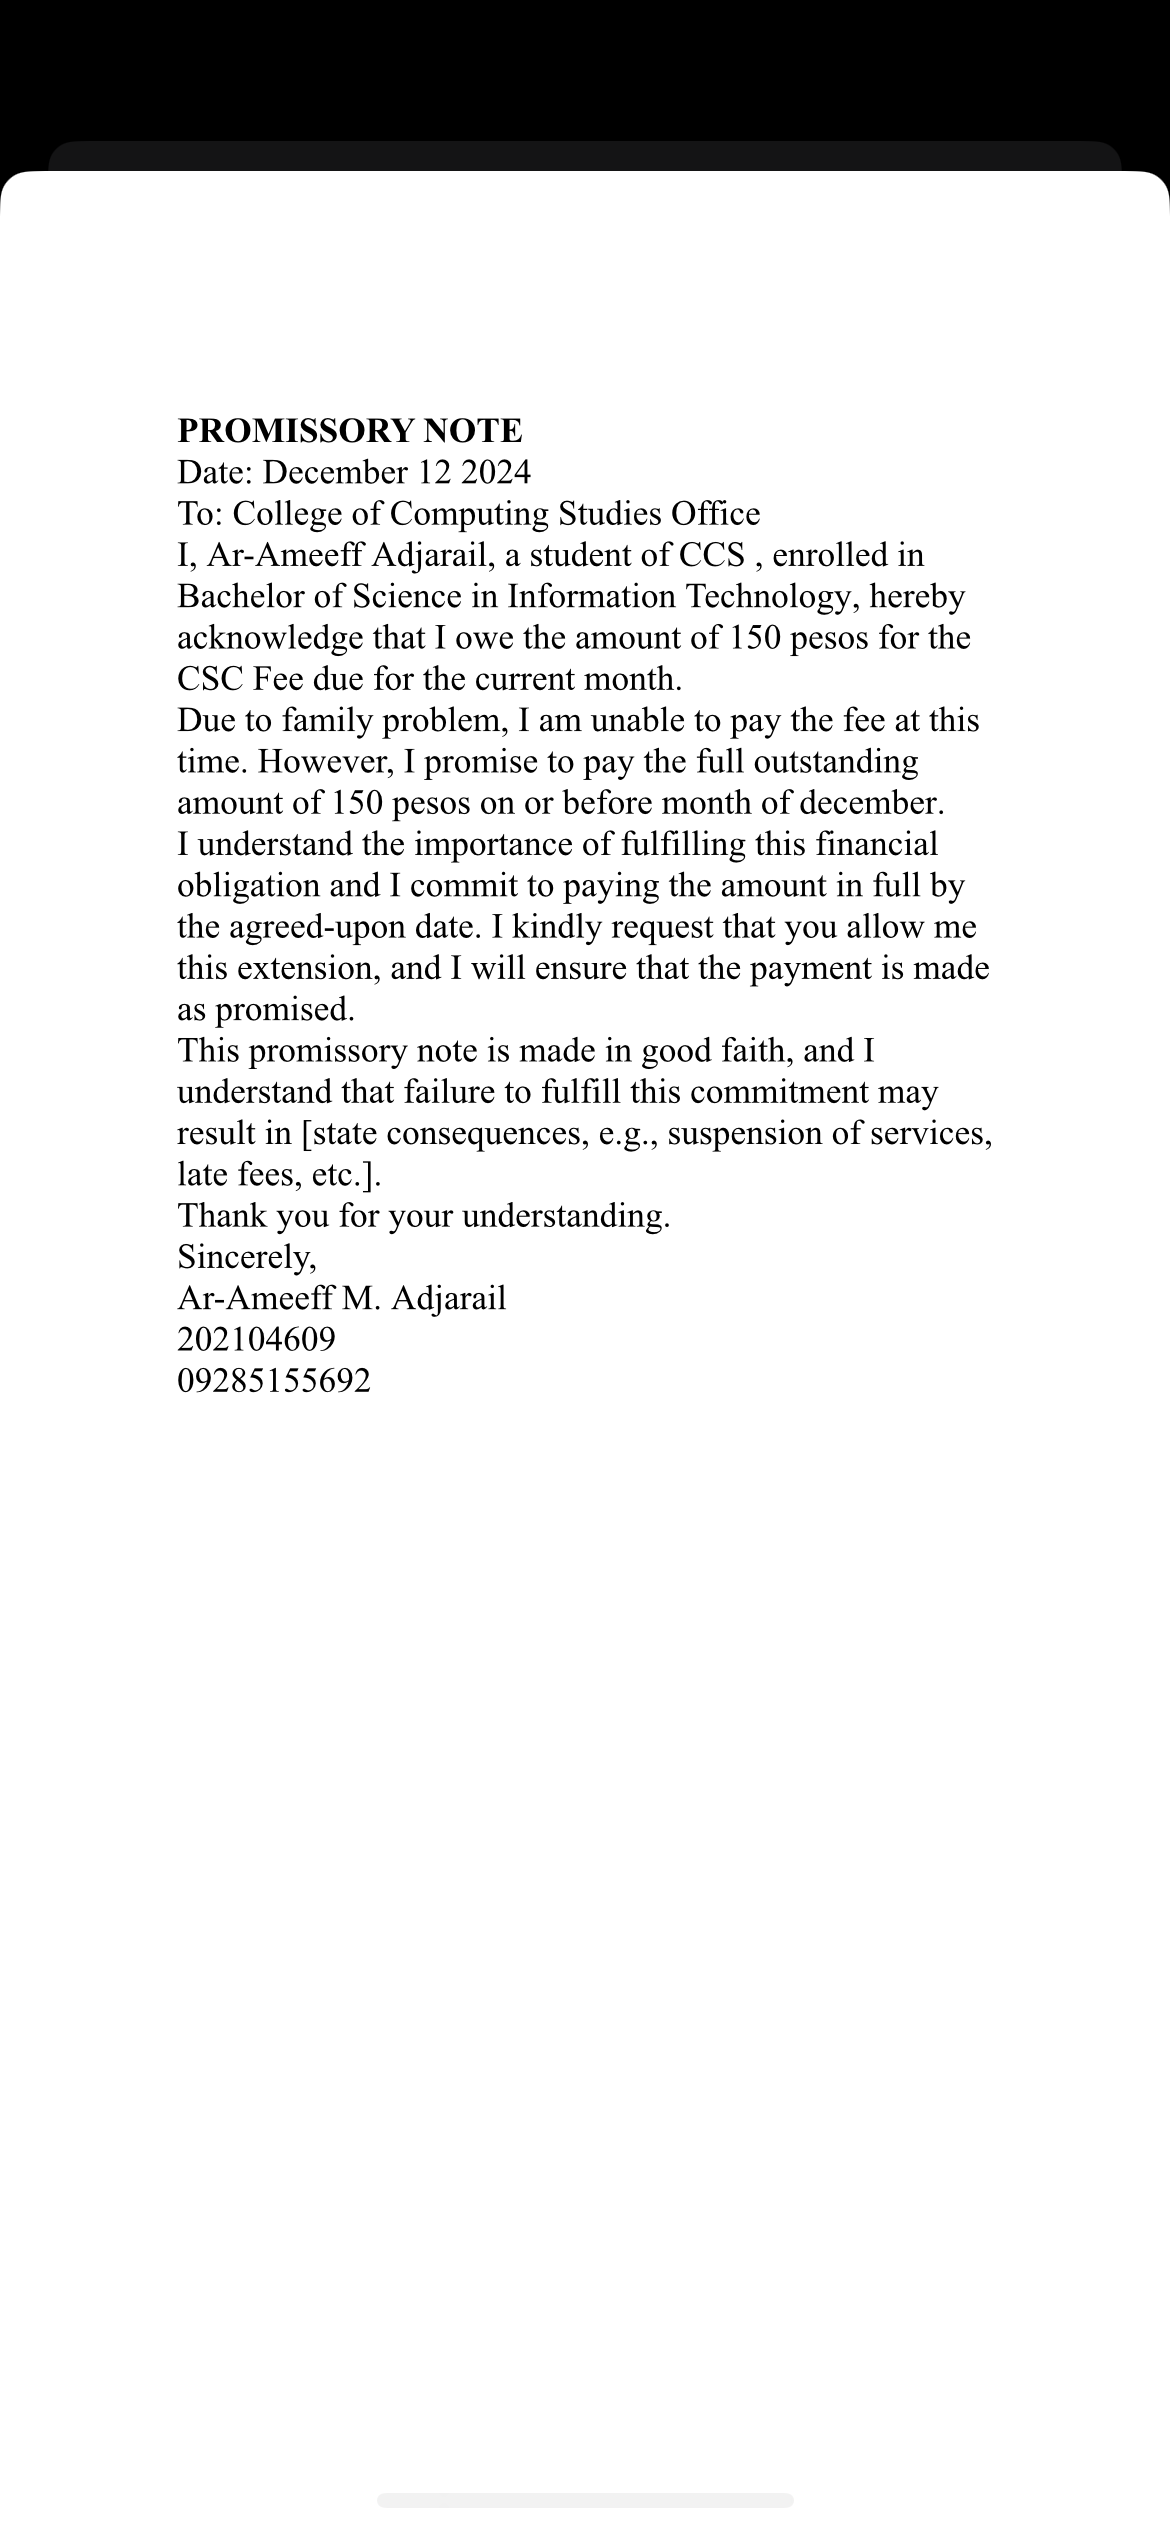 PROMISSORY NOTE
Date: December 12 2024
To: College of Computing Studies Office
I, Ar-Ameeff Adjarail, a student of CCS , enrolled in
Bachelor of Science in Information Technology, hereby
acknowledge that I owe the amount of 150 pesos for the
CSC Fee due for the current month.
Due to family problem, I am unable to pay the fee at this
time. However, I promise to pay the full outstanding
amount of 150 pesos on or before month of december.
I understand the importance of fulfilling this financial
obligation and I commit to paying the amount in full by
the agreed-upon date. I kindly request that you allow me
this extension, and I will ensure that the payment is made
as promised.
This promissory note is made in good faith, and I
understand that failure to fulfill this commitment may
result in [state consequences, e.g., suspension of services,
late fees, etc.].
Thank you for your understanding.
Sincerely,
Ar-Ameeff M. Adjarail
202104609
09285155692